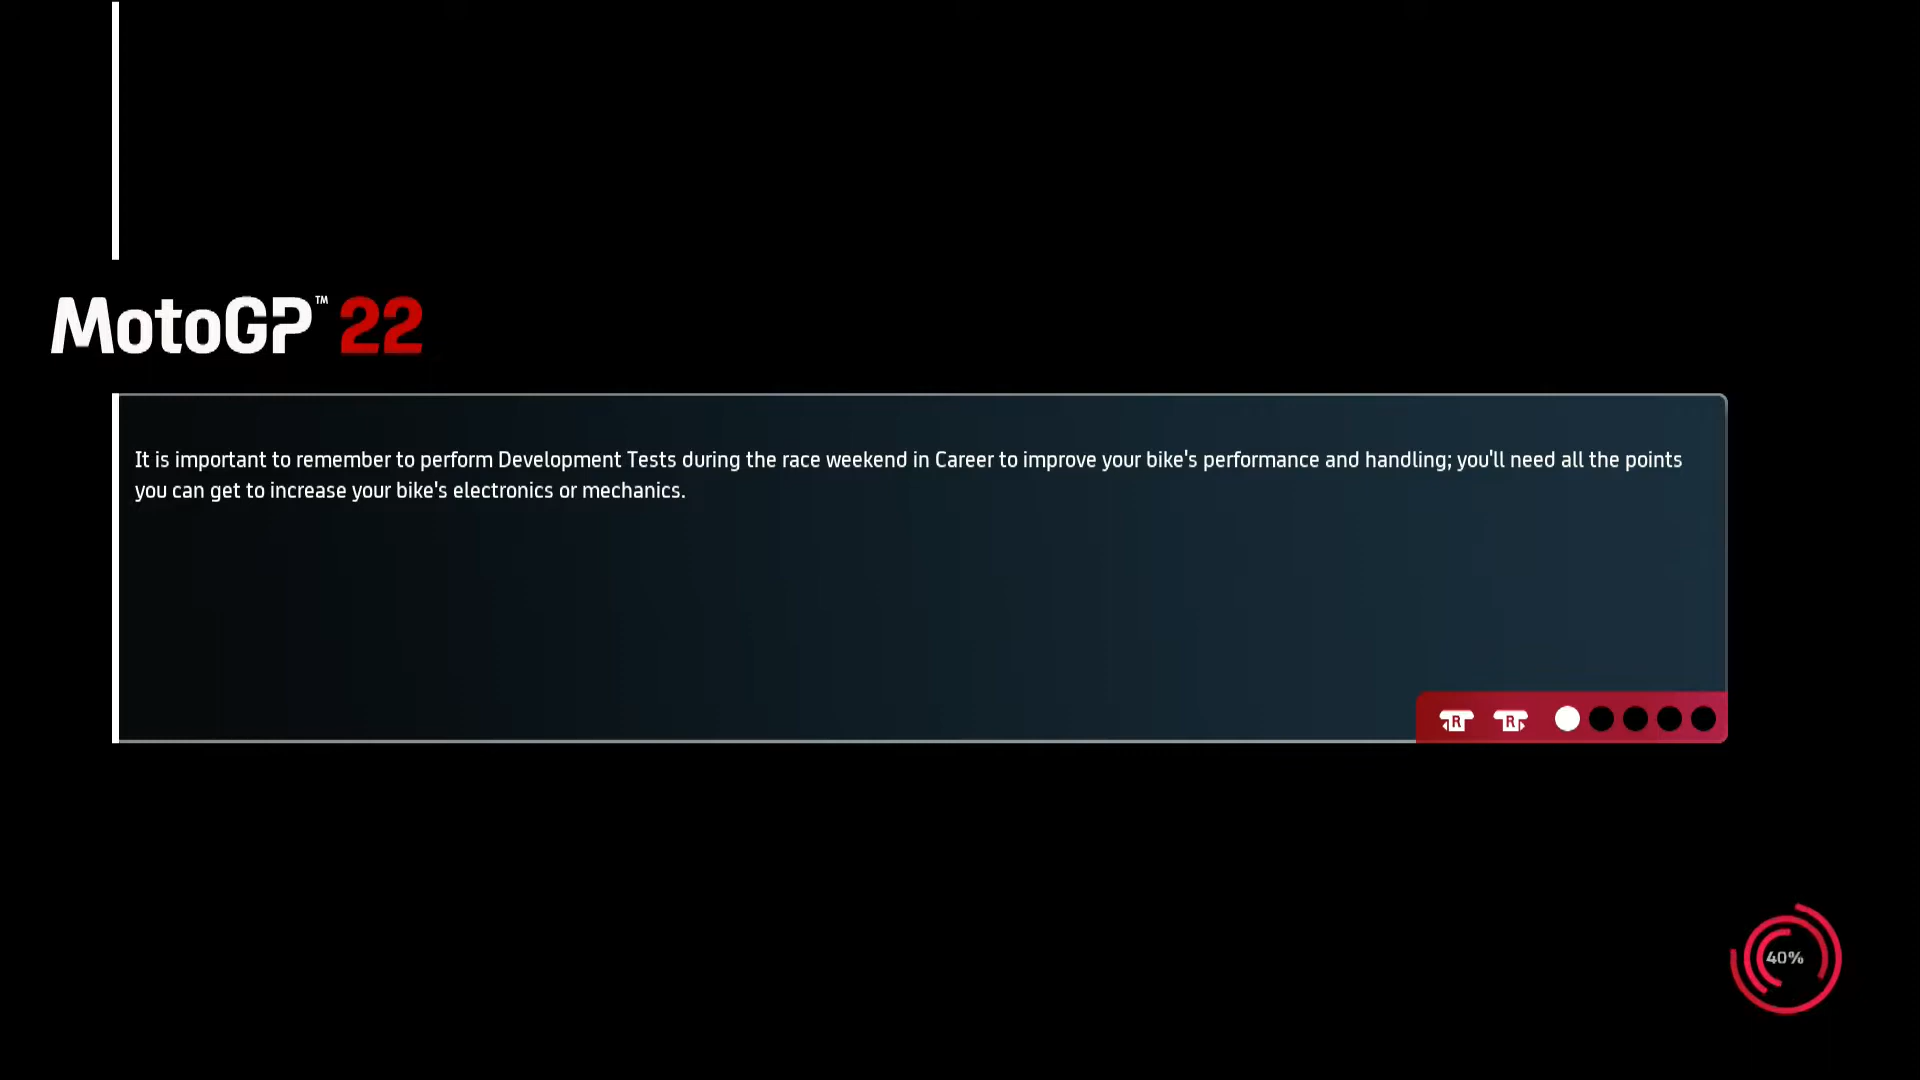 MotoGP™ 22
It is important to remember to perform Development Tests during the race weekend in Career to improve your bike's performance and handling; you'll need all the points
you can get to increase your bike's electronics or mechanics.
R R
40%